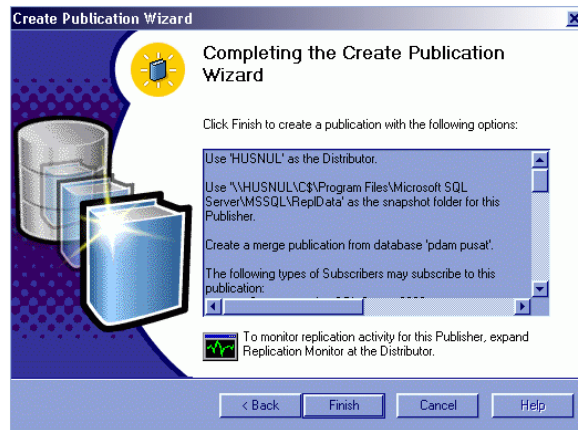 Create Publication Wizard
Completing the Create Publication
Wizard
Click Finish to create a publication with the following options:
Use 'HUSNUL' as the Distributor.
Use '\\HUSNUL\C$\Program Files\Microsoft SQL
Server\MSSQL\ReplData' as the snapshot folder for this
Publisher.
Create a merge publication from database 'pdam pusat'.
The following types of Subscribers may subscribe to this
publication:
To monitor replication activity for this Publisher, expand
Replication Monitor at the Distributor.
< Back
Finish
Cancel
Help